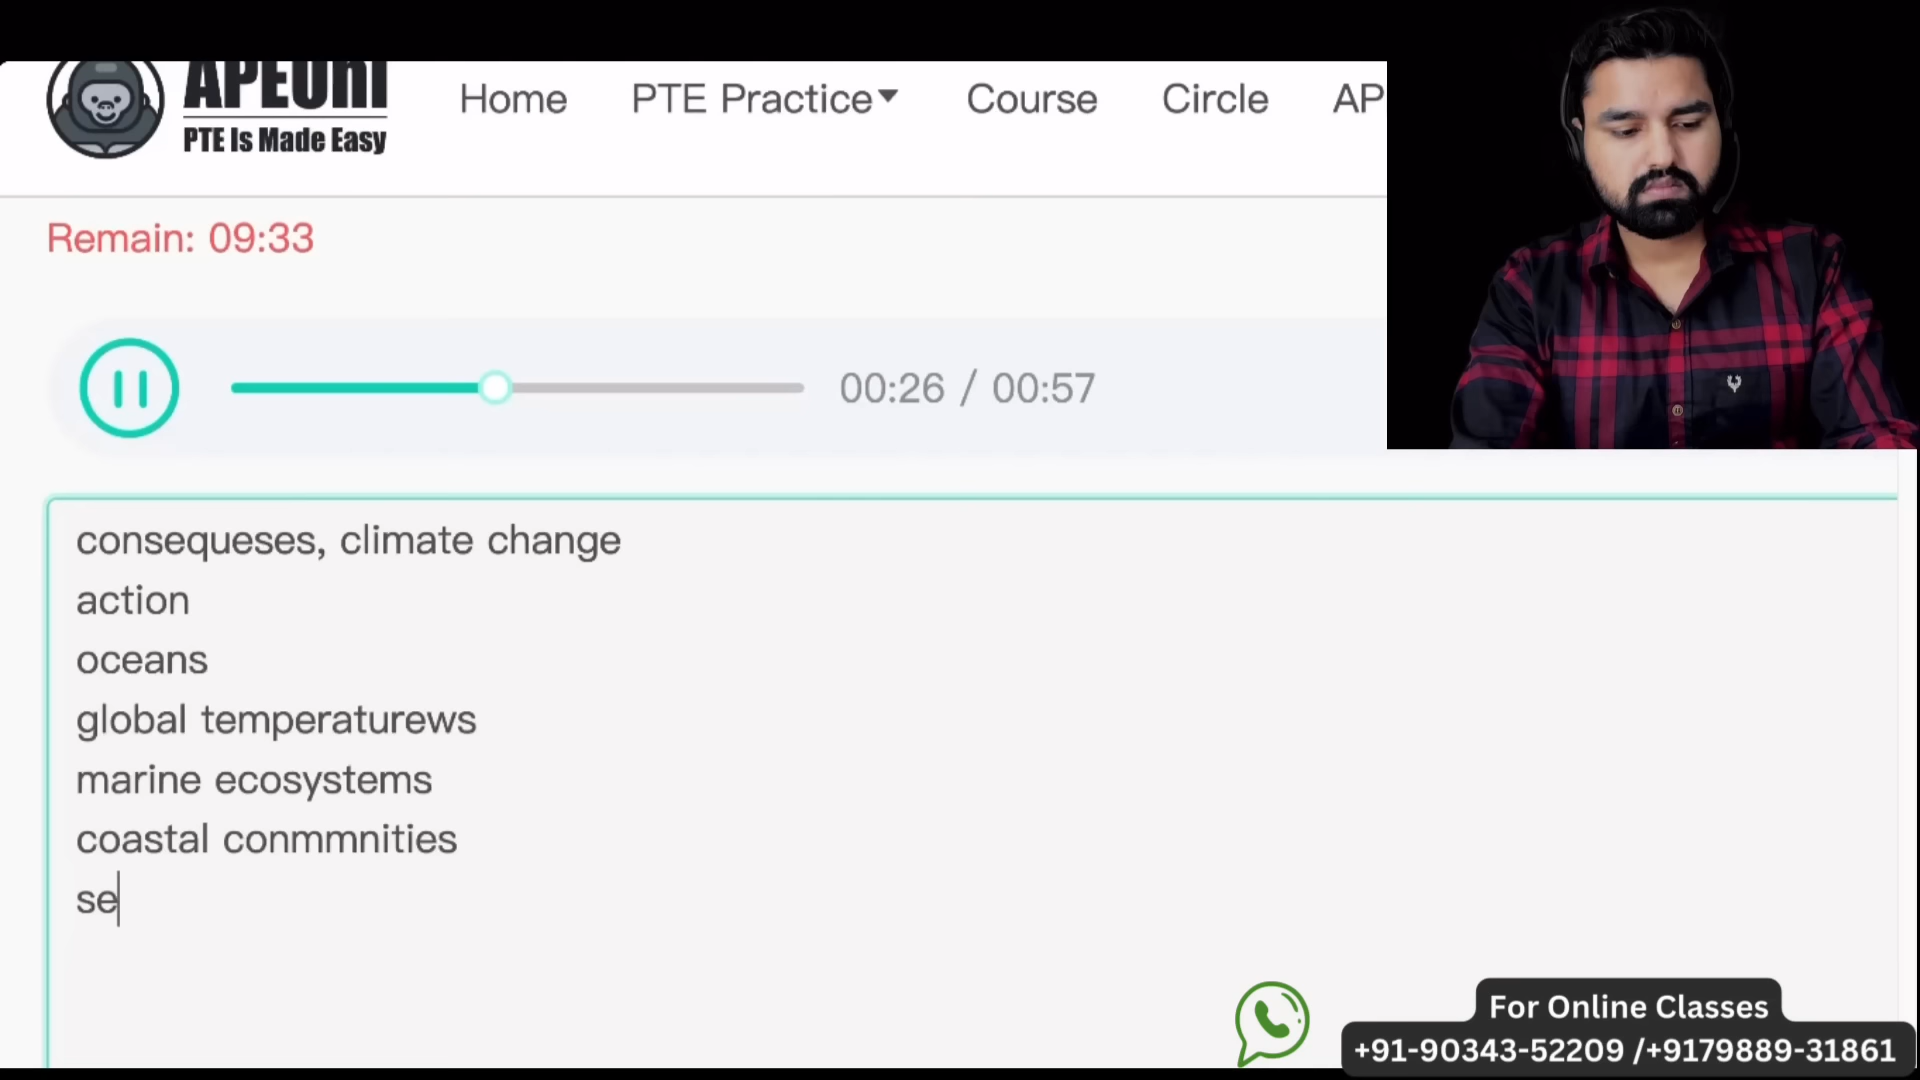 APEUni
PTE Is Made Easy
Home
PTE Practice
Course
Circle
AP
Remain: 09:33
00:26 / 00:57
consequeses, climate change
action
oceans
global temperaturews
marine ecosystems
coastal conmmnities
se
For Online Classes
+91-90343-52209 /+9179889-31861